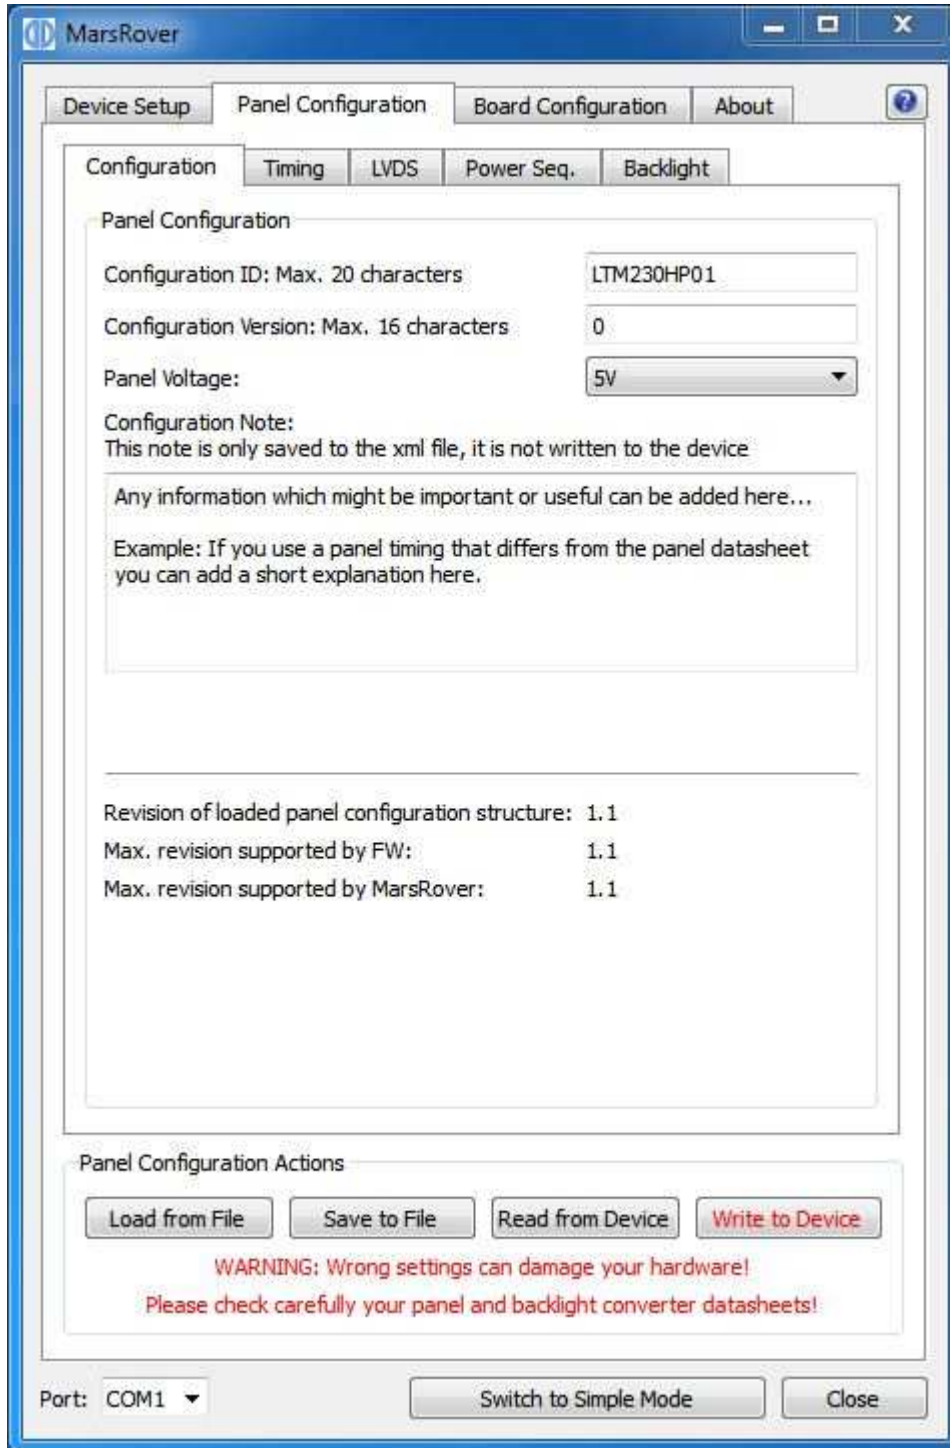 MarsRover
Device Setup Panel Configuration Board Configuration About
Configuration Timing LVDS Power Seq. Backlight
Panel Configuration
Configuration ID: Max. 20 characters LTM230HP01
Configuration Version: Max. 16 characters 0
Panel Voltage: 5V
Configuration Note:
This note is only saved to the xml file, it is not written to the device
Any information which might be important or useful can be added here...
Example: If you use a panel timing that differs from the panel datasheet
you can add a short explanation here.
Revision of loaded panel configuration structure: 1.1
Max. revision supported by FW: 1.1
Max. revision supported by MarsRover: 1.1
Panel Configuration Actions
Load from File Save to File Read from Device Write to Device
WARNING: Wrong settings can damage your hardware!
Please check carefully your panel and backlight converter datasheets!
Port: COM1 Switch to Simple Mode Close